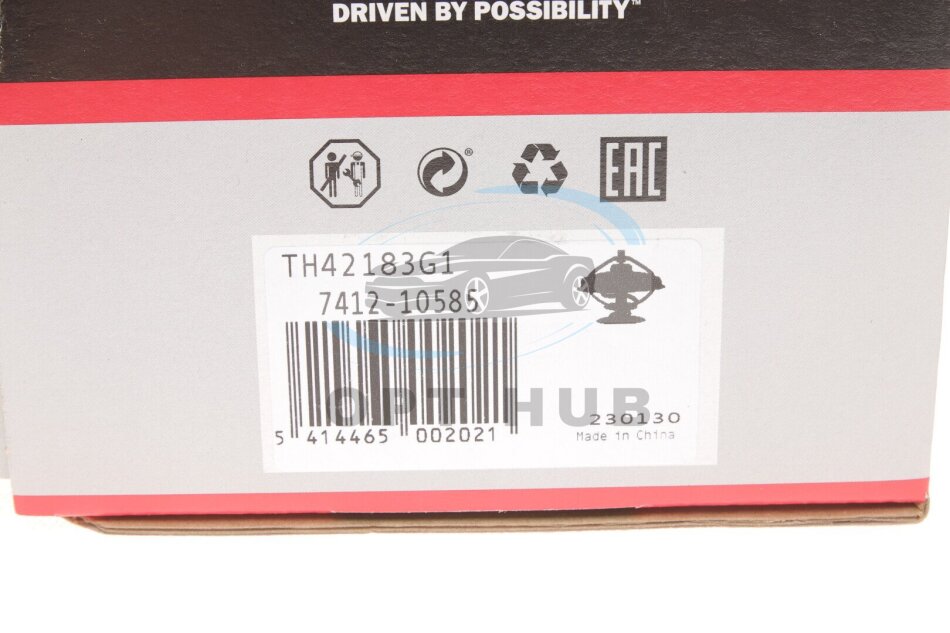 DRIVEN BY POSSIBILITY™
EAC
TH42183G1
7412-10585
OPT HUB
5 414465 002021
230130
Made in China